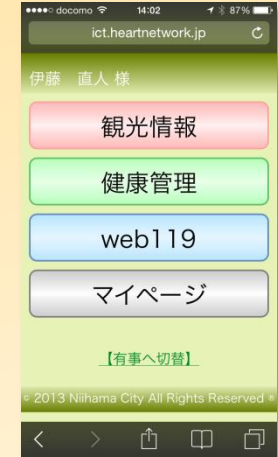 docomo 14:02 87%
ict.heartnetwork.jp
伊藤 直人 様
観光情報
健康管理
web119
マイページ
【有事へ切替】
© 2013 Niihama City All Rights Reserved ®